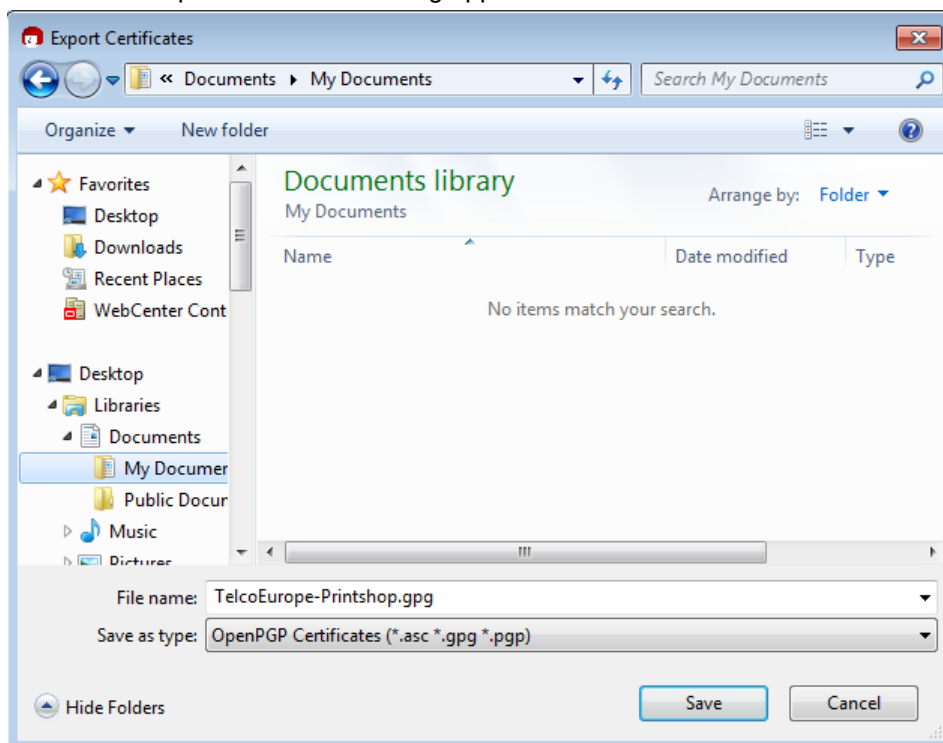 Export Certificates
« Documents My Documents
Search My Documents
Organize New folder
Favorites
Desktop
Downloads
Recent Places
WebCenter Cont
Desktop
Libraries
Documents
My Documer
Public Docur
Music
Pictures
Documents library
My Documents
Arrange by: Folder
Name Date modified Type
No items match your search.
File name: TelcoEurope-Printshop.gpg
Save as type: OpenPGP Certificates (*.asc *.gpg *.pgp)
Hide Folders Save Cancel